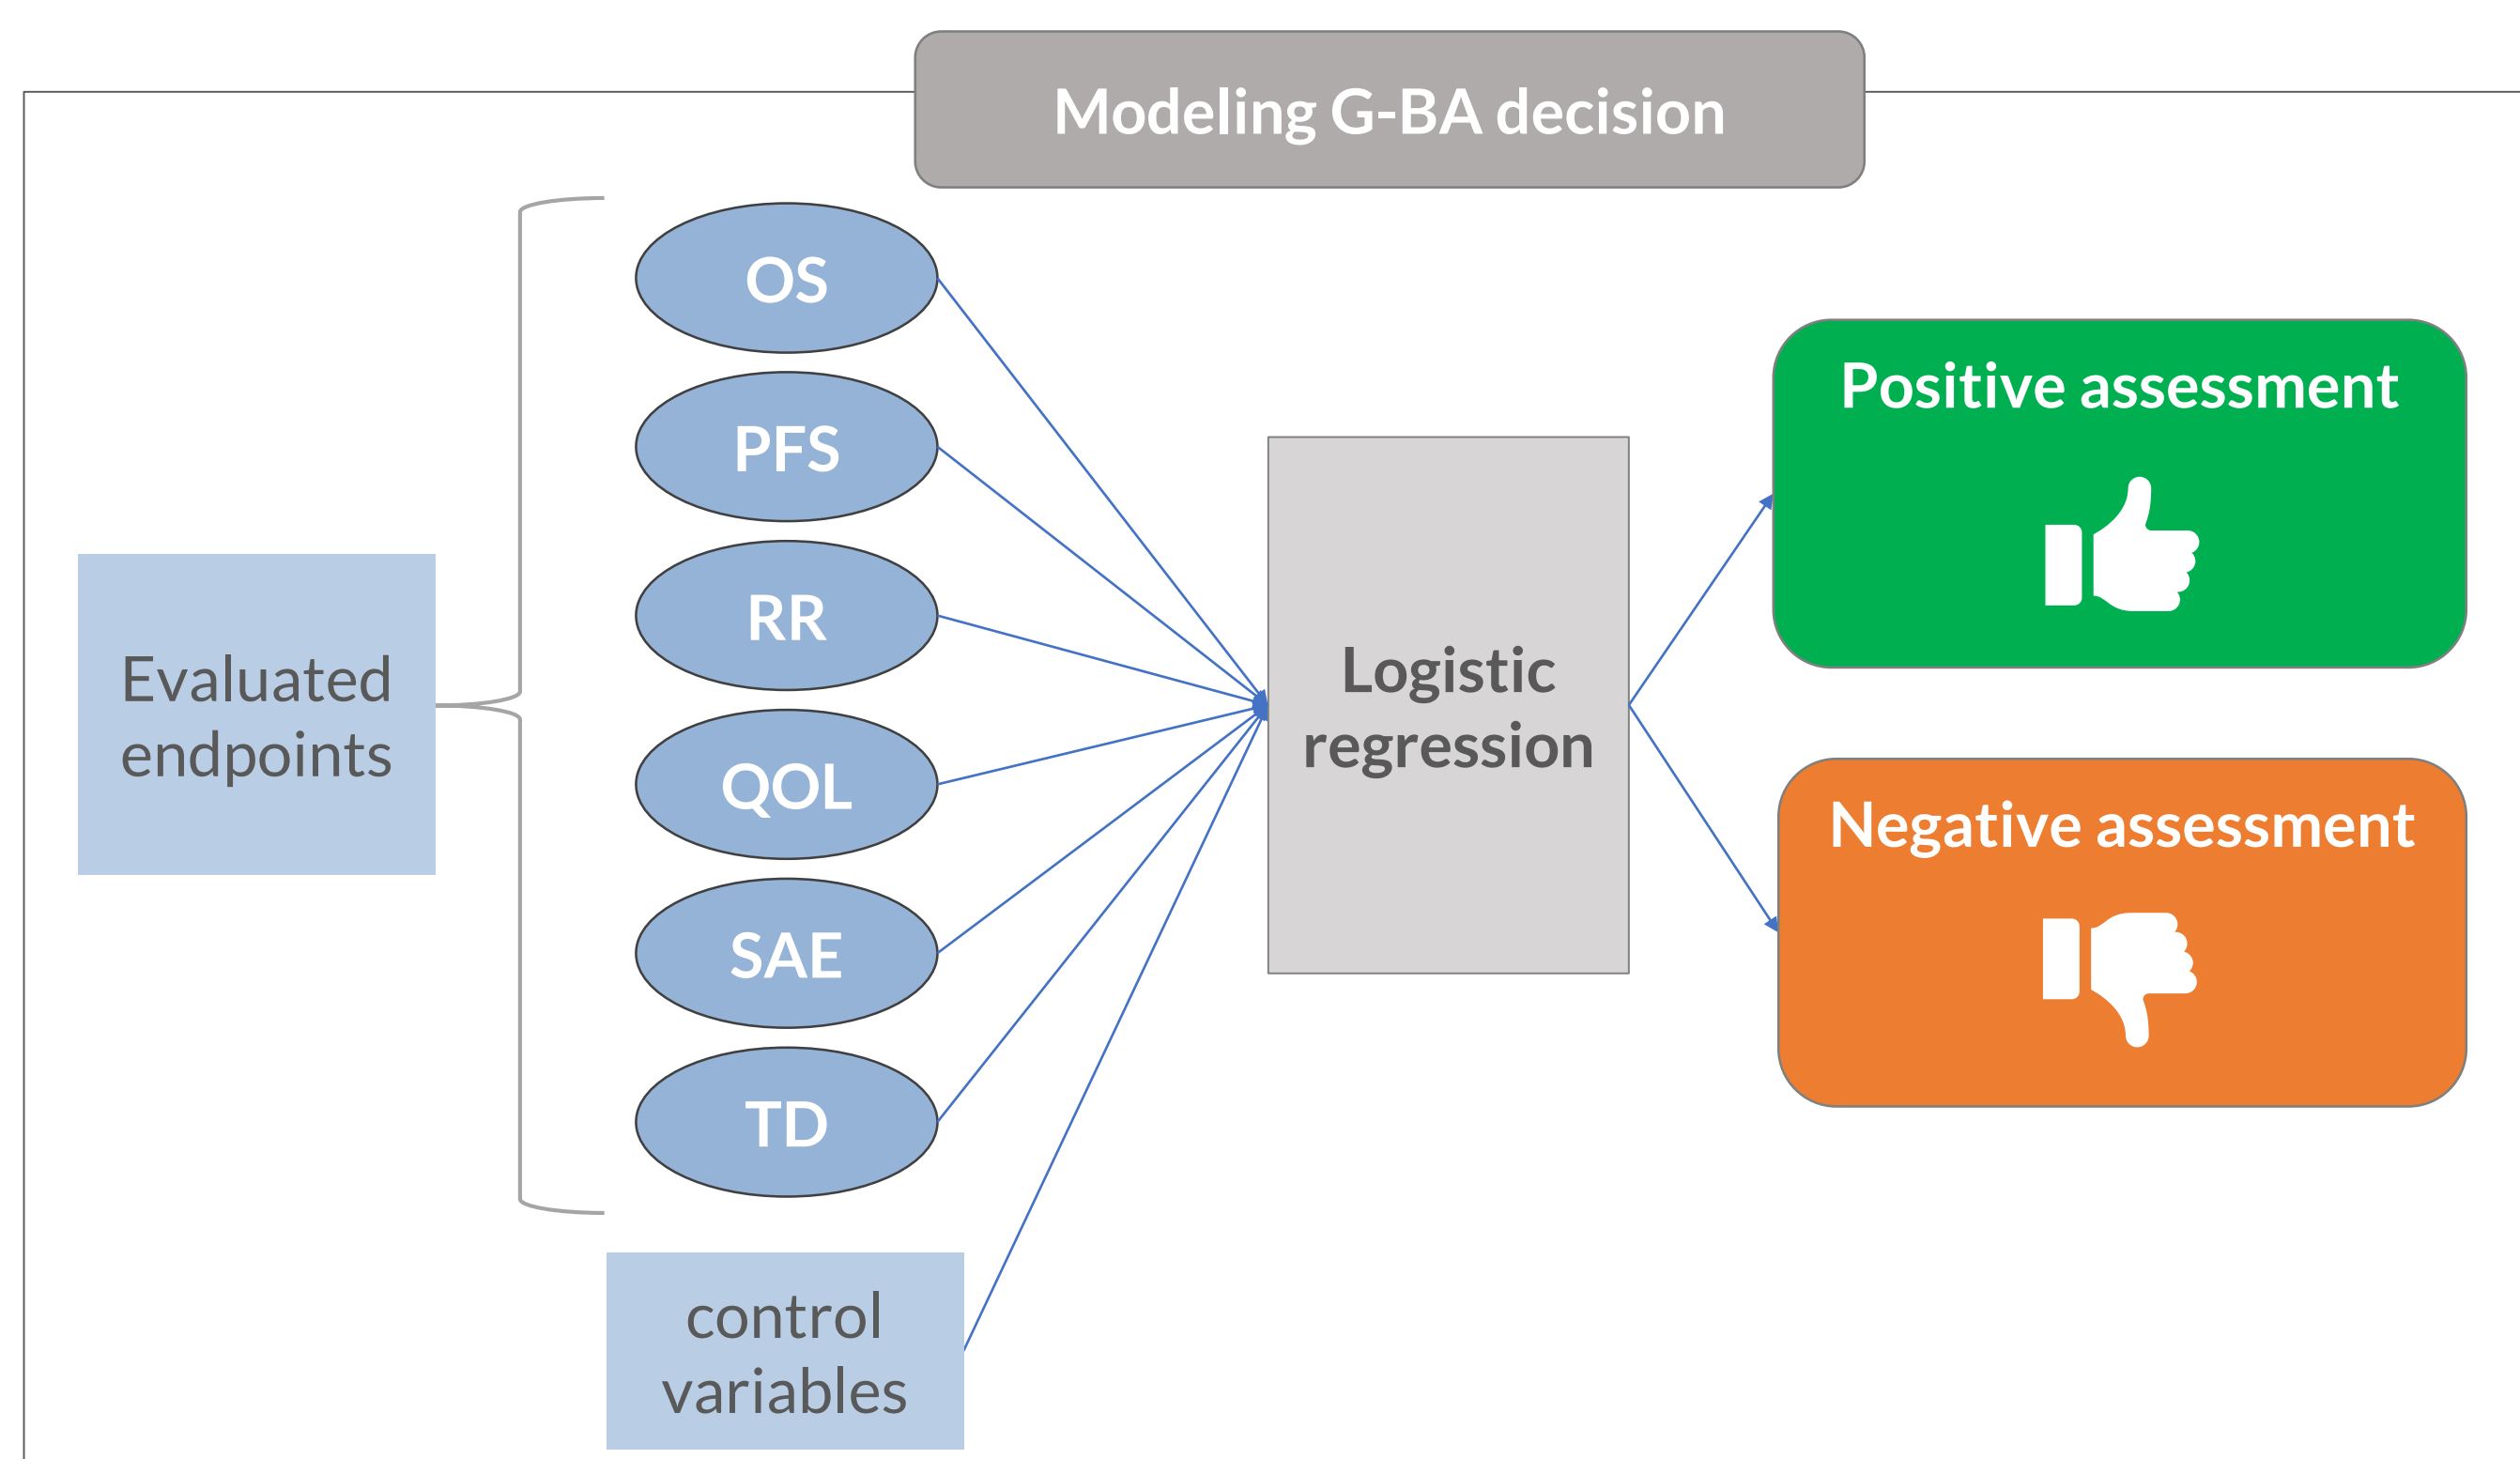 Modeling G-BA decision
OS
PFS
RR
QOL
SAE
TD
Evaluated
endpoints
control
variables
Logistic
regression
Positive assessment
Negative assessment